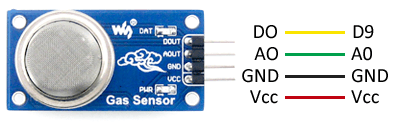 W
DAT
DOUT
AOUT
GND
VCC
PWR
Gas Sensor
DO D9
AO A0
GND GND
Vcc Vcc